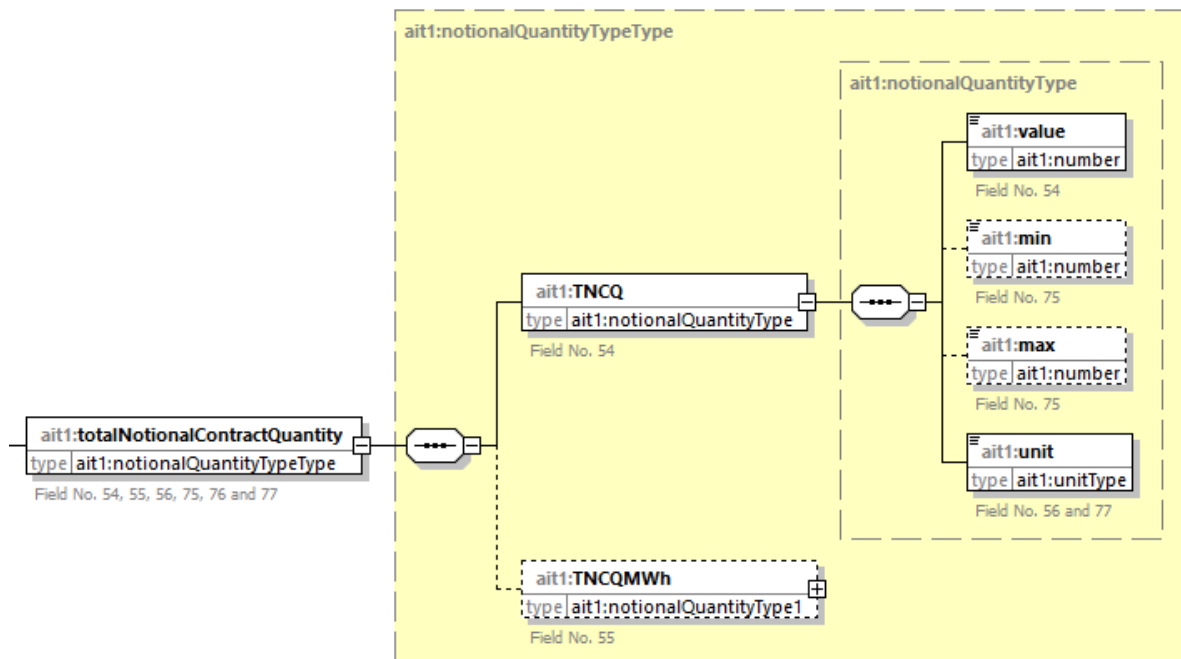 ait1:notionalQuantityTypeType
ait1:notionalQuantityType
ait1:value
type ait1:number
Field No. 54
ait1:min
type ait1:number
Field No. 75
ait1:TNCQ
type ait1:notionalQuantityType
Field No. 54
ait1:max
type ait1:number
Field No. 75
ait1:totalNotionalContractQuantity
type ait1:notionalQuantityTypeType
Field No. 54, 55, 56, 75, 76 and 77
ait1:unit
type ait1:unitType
Field No. 56 and 77
ait1:TNCQMWh
type ait1:notionalQuantityType1
Field No. 55